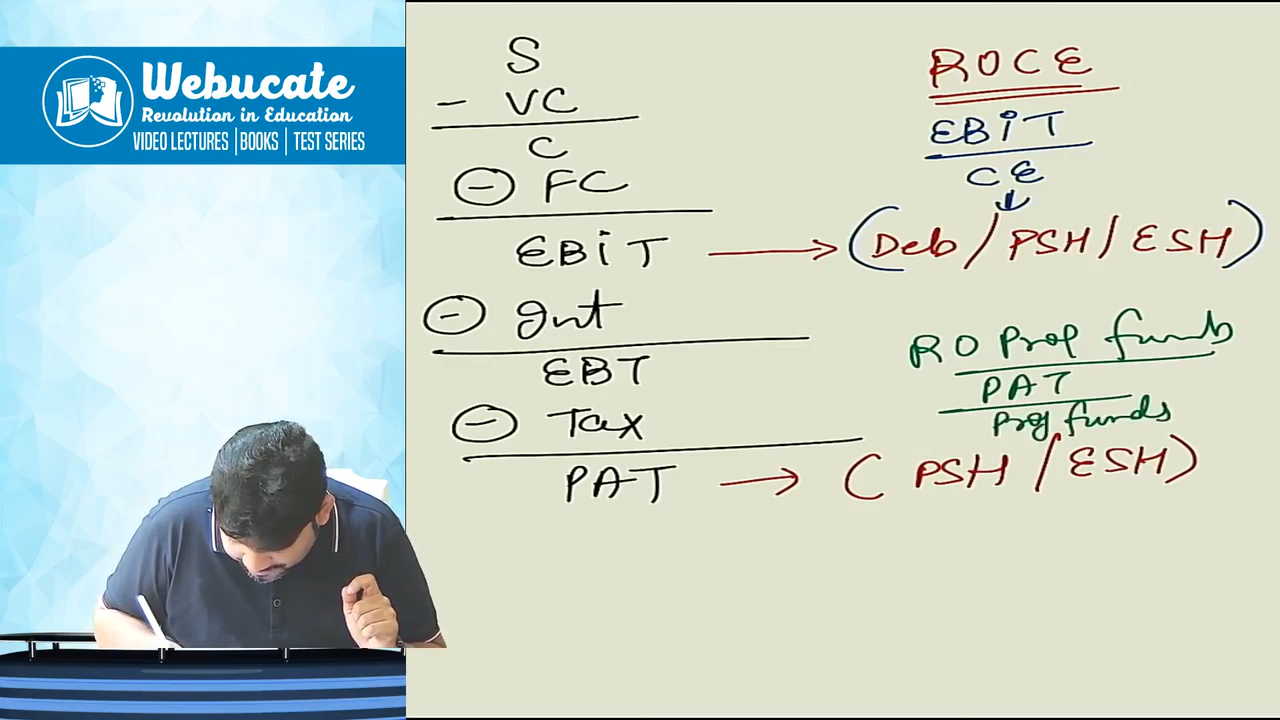 Webucate
Revolution in Education
VIDEO LECTURES | BOOKS | TEST SERIES
S
- VC
C
- FC
EBiT → (Deb / PSH / ESH)
- Int
EBT
- Tax
PAT → (PSH / ESH)
ROCE
EBiT
CE
RO Prop funds
PAT
Prop funds